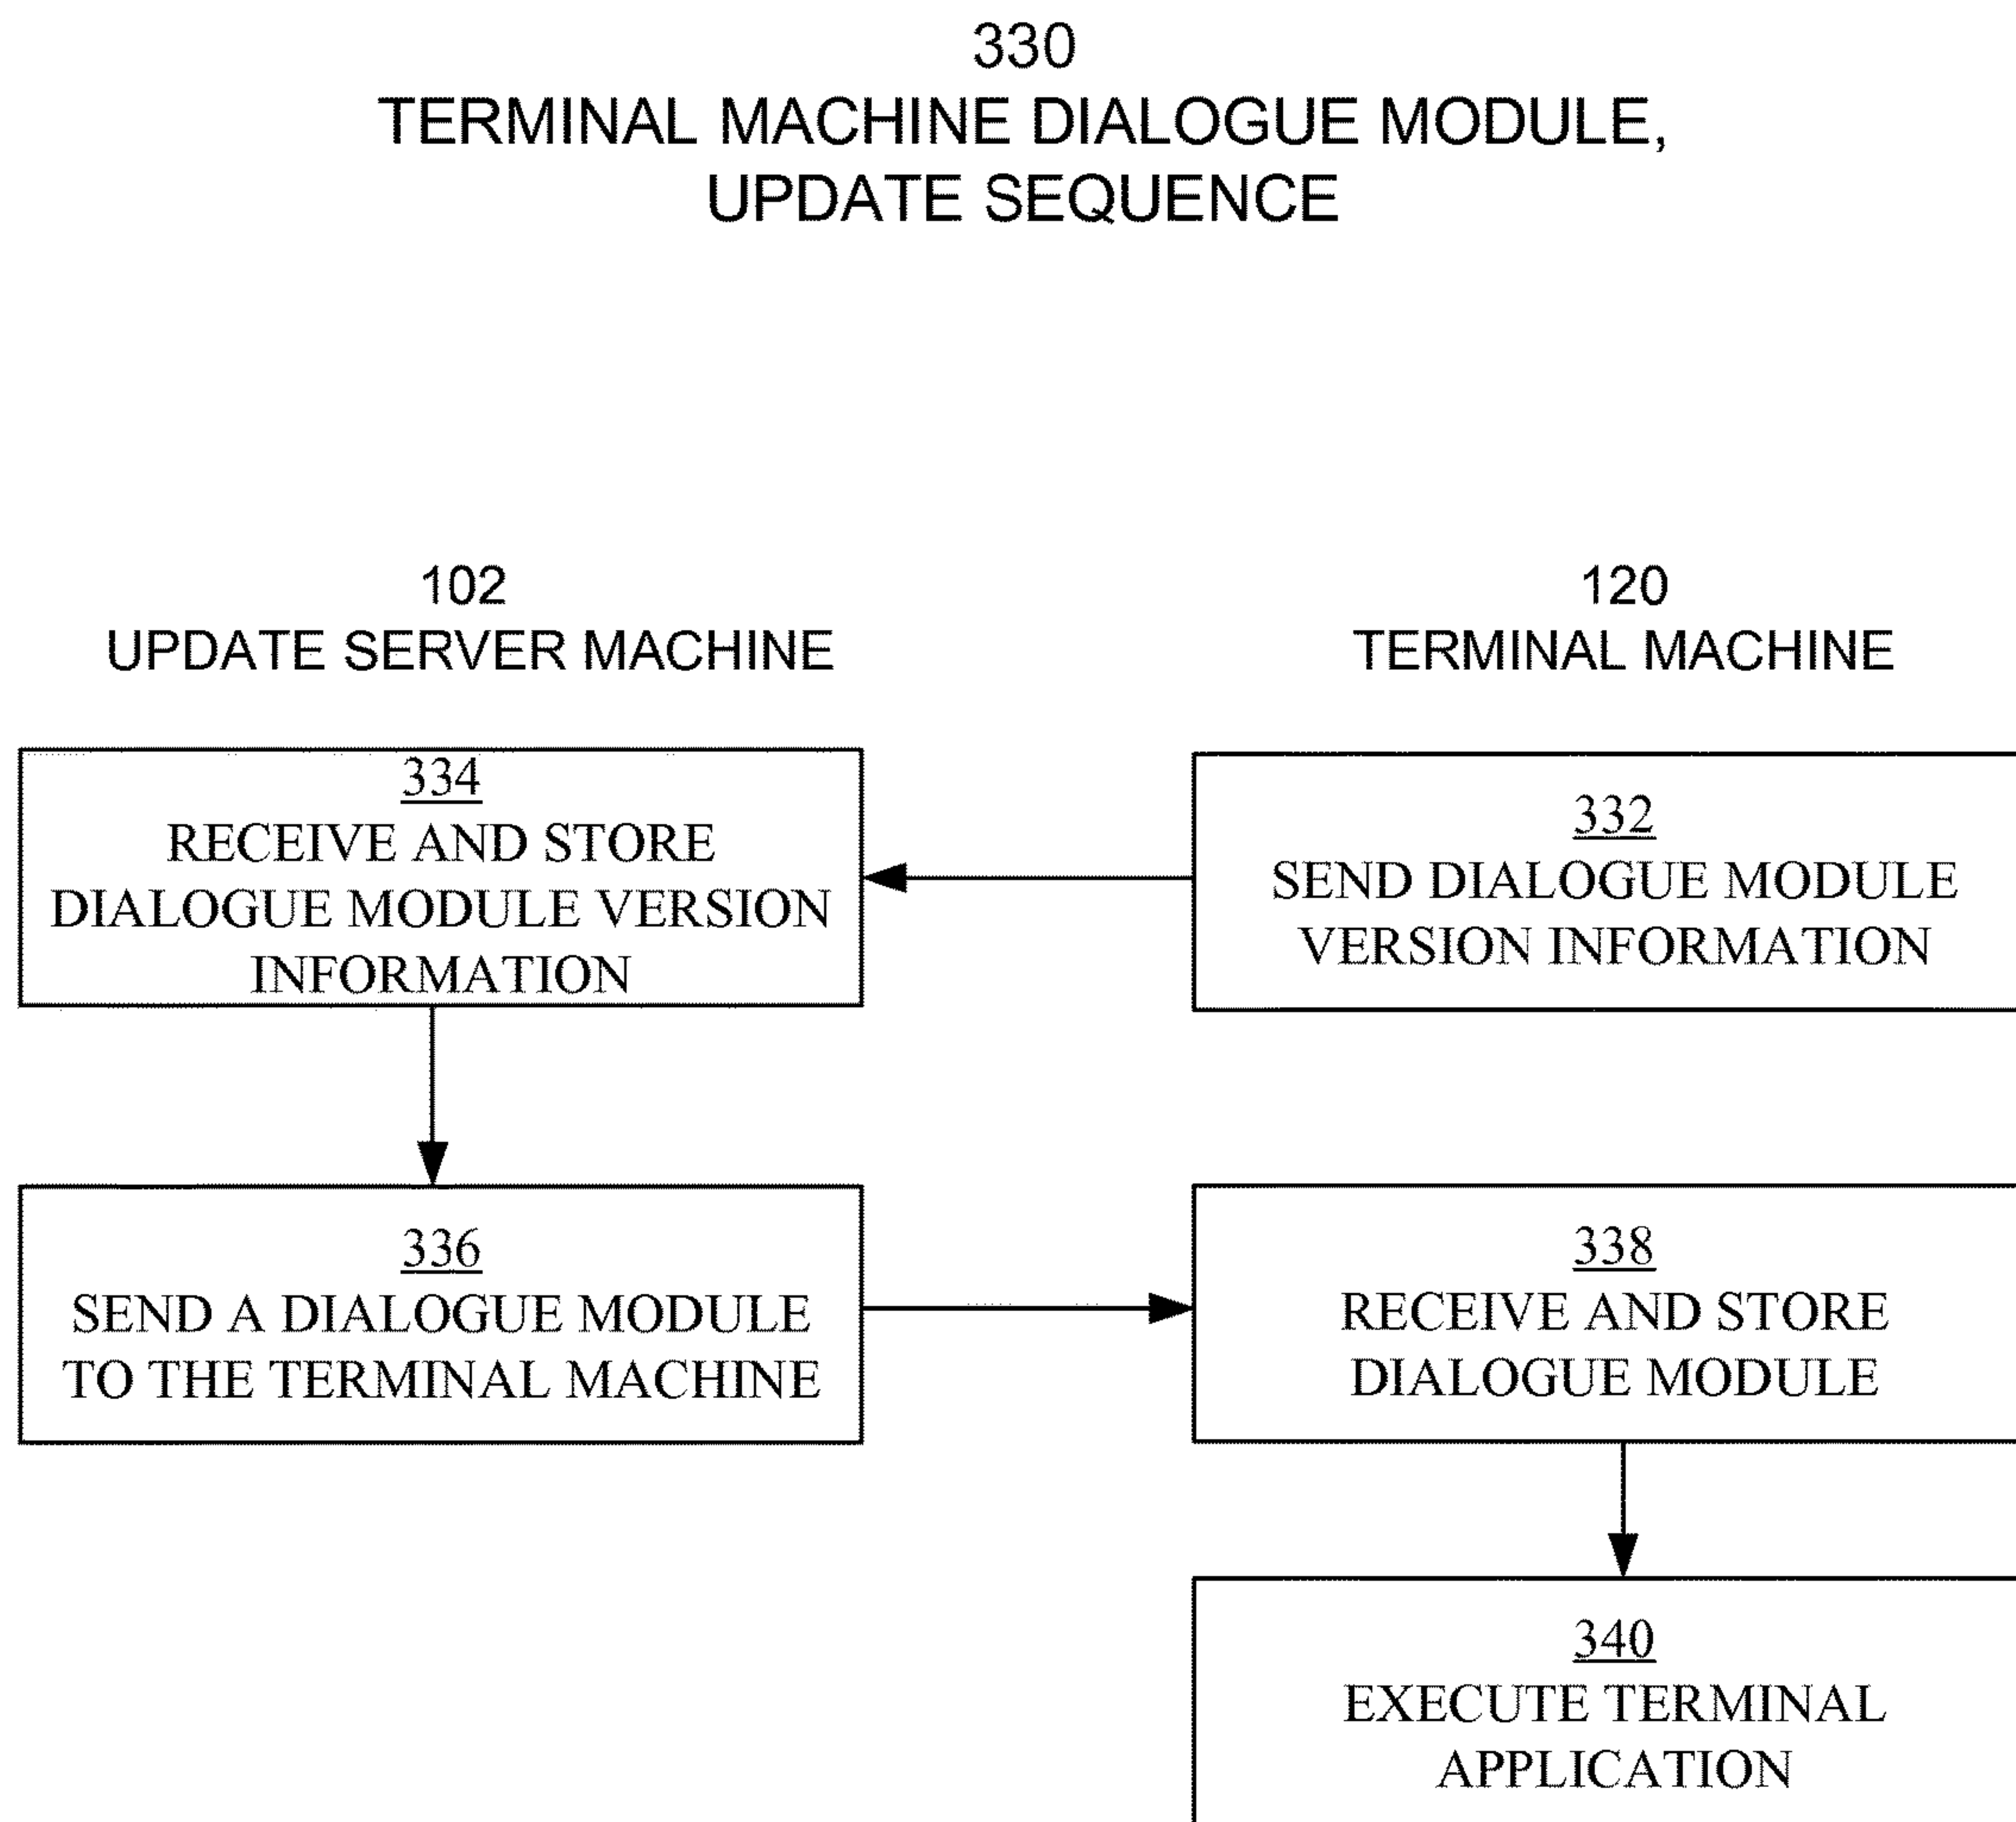 330
TERMINAL MACHINE DIALOGUE MODULE,
UPDATE SEQUENCE
102
UPDATE SERVER MACHINE
120
TERMINAL MACHINE
334
RECEIVE AND STORE
DIALOGUE MODULE VERSION
INFORMATION
332
SEND DIALOGUE MODULE
VERSION INFORMATION
336
SEND A DIALOGUE MODULE
TO THE TERMINAL MACHINE
338
RECEIVE AND STORE
DIALOGUE MODULE
340
EXECUTE TERMINAL
APPLICATION